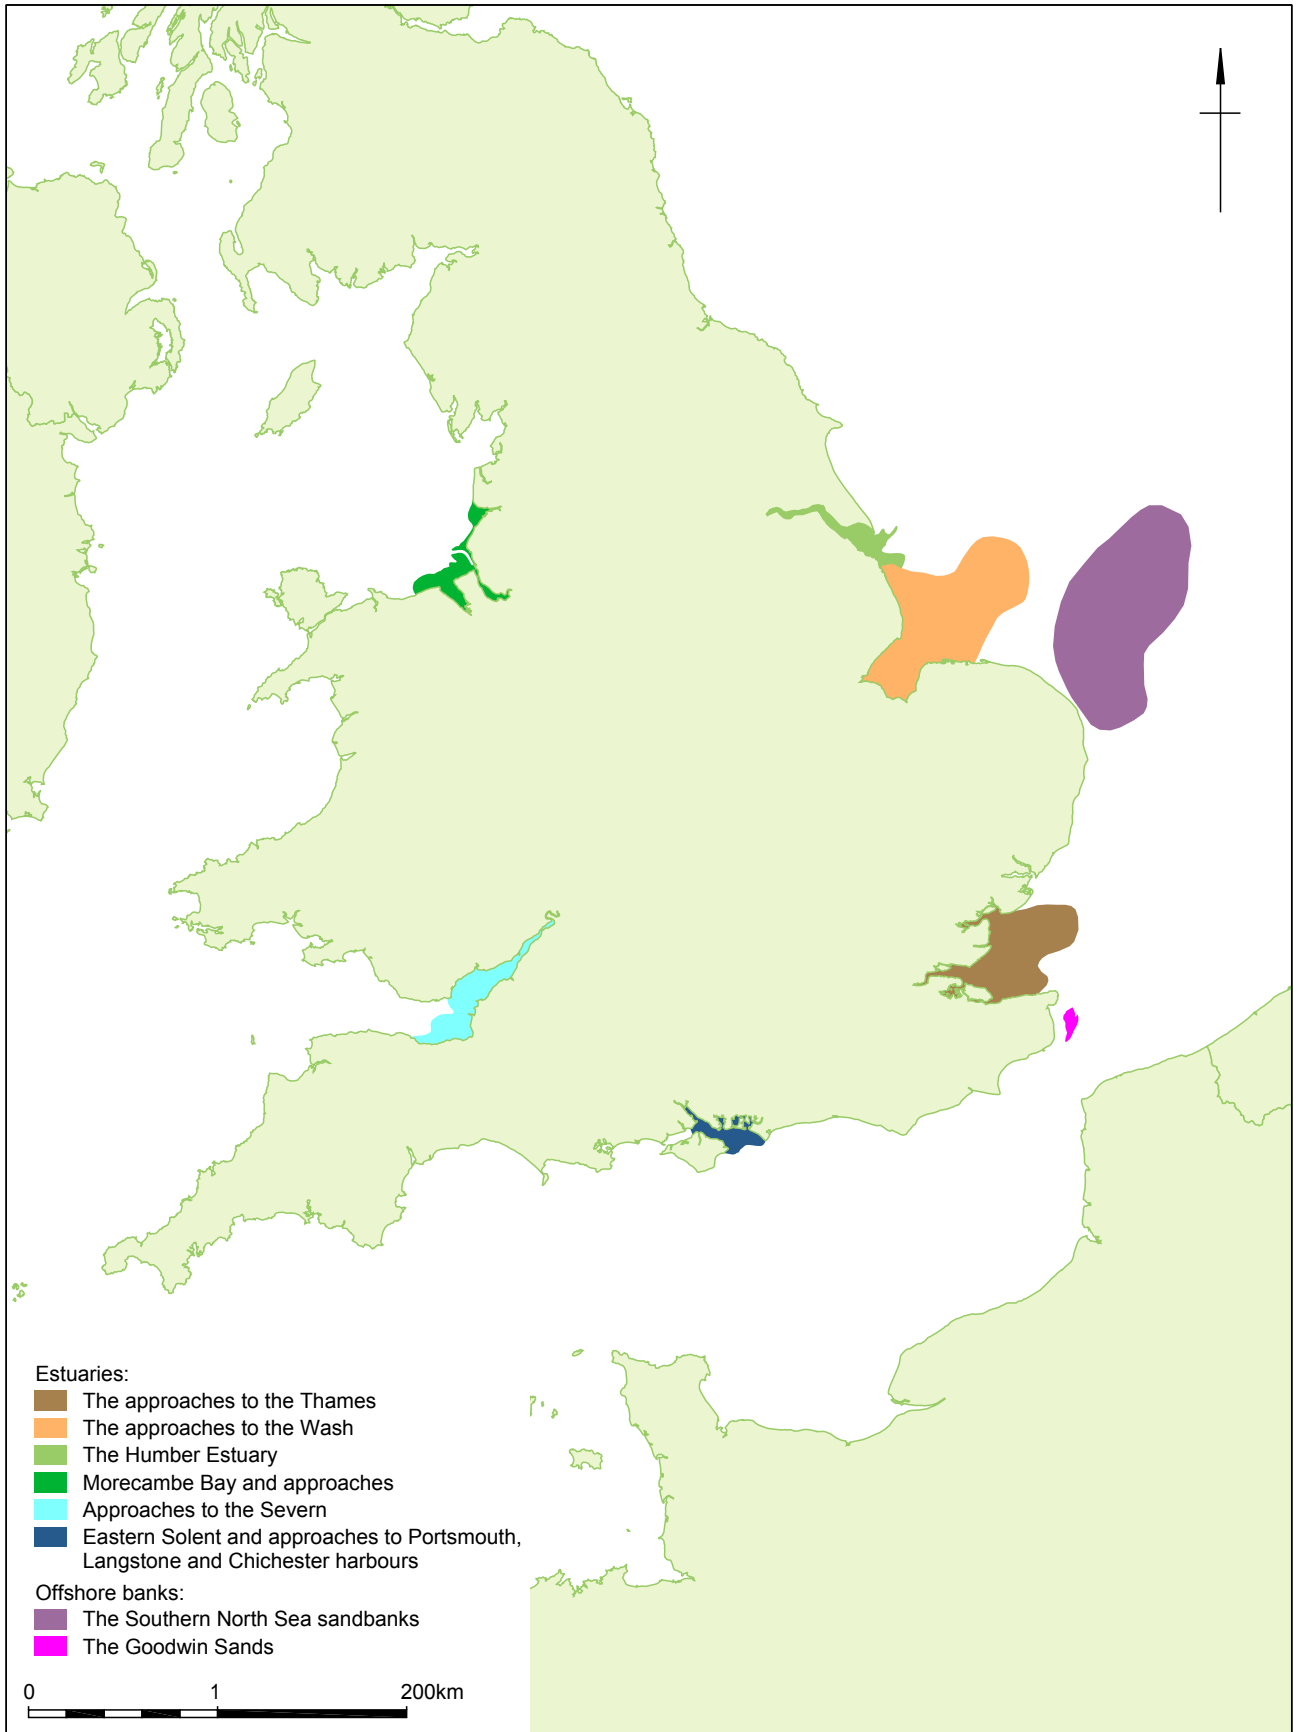 Estuaries:
The approaches to the Thames
The approaches to the Wash
The Humber Estuary
Morecambe Bay and approaches
Approaches to the Severn
Eastern Solent and approaches to Portsmouth,
Langstone and Chichester harbours
Offshore banks:
The Southern North Sea sandbanks
The Goodwin Sands
0 1 200km